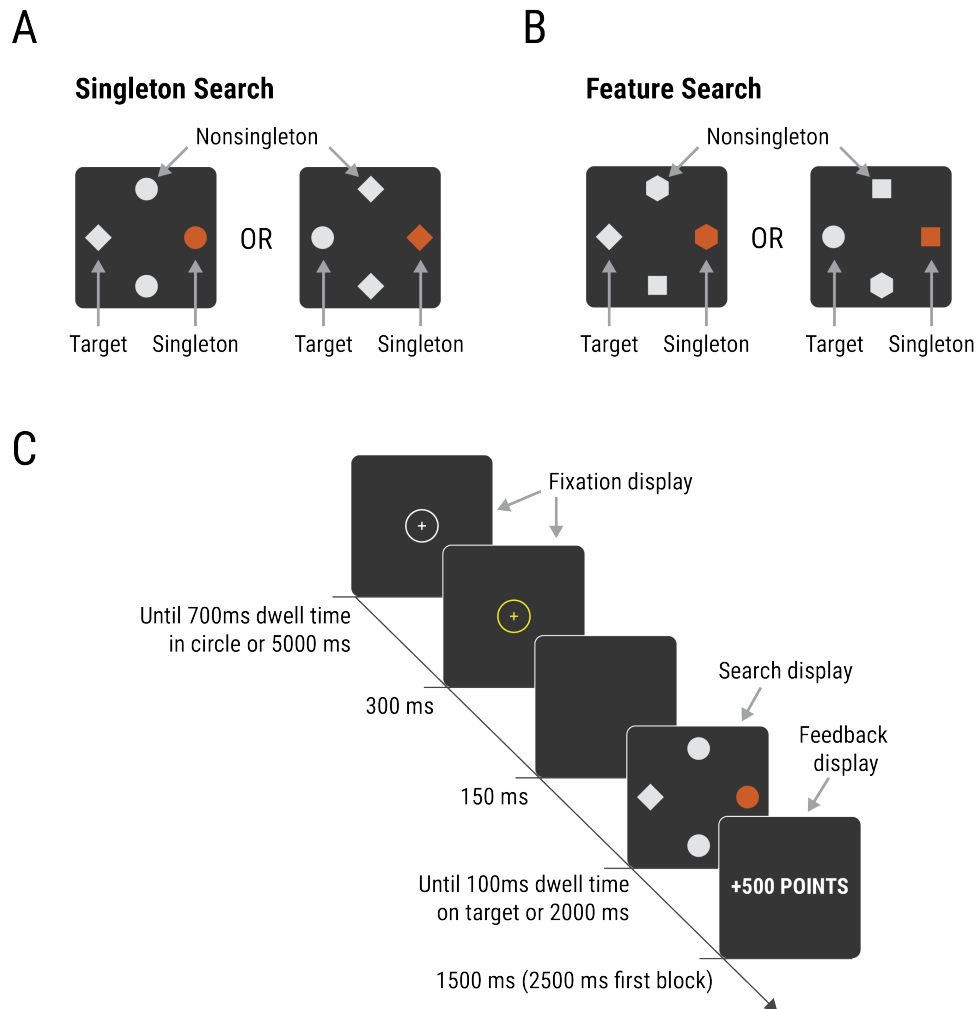 A
B
Singleton Search
Feature Search
Nonsingleton
Nonsingleton
OR
OR
Target
Singleton
Target
Singleton
Target
Singleton
Target
Singleton
C
Fixation display
Until 700ms dwell time
in circle or 5000 ms
300 ms
Search display
Feedback
display
150 ms
Until 100ms dwell time
on target or 2000 ms
+500 POINTS
1500 ms (2500 ms first block)